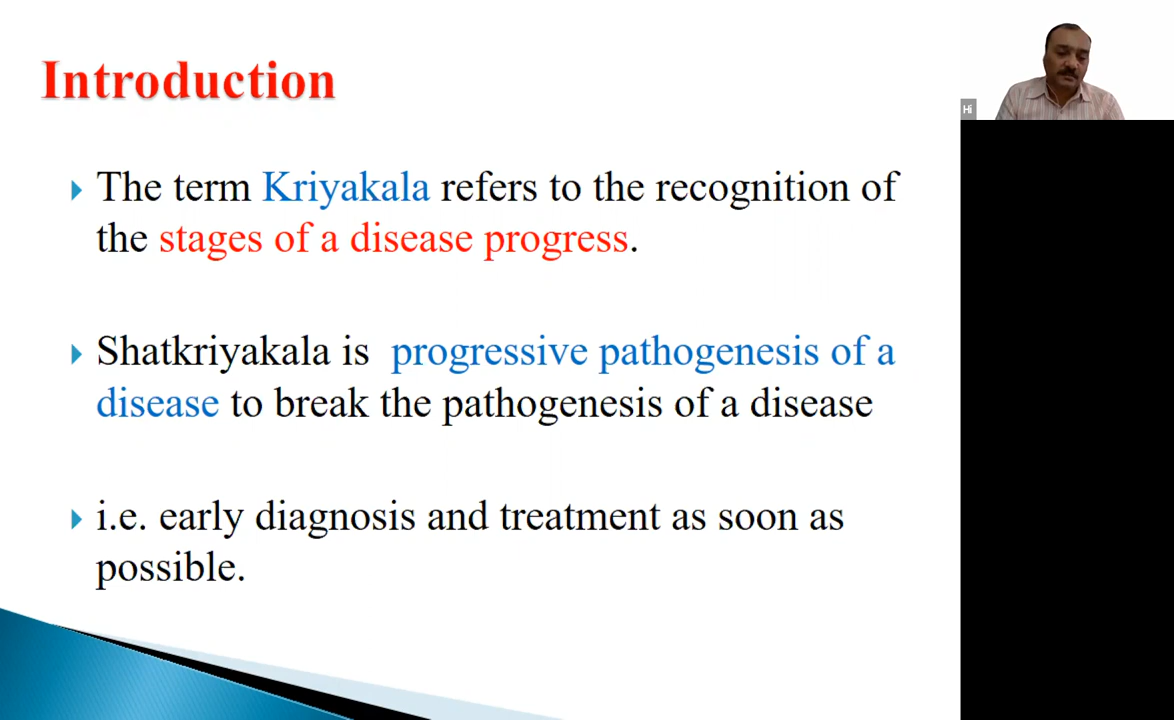 Introduction
The term Kriyakala refers to the recognition of
the stages of a disease progress.
Shatkriyakala is progressive pathogenesis of a
disease to break the pathogenesis of a disease
i.e. early diagnosis and treatment as soon as
possible.
Hi